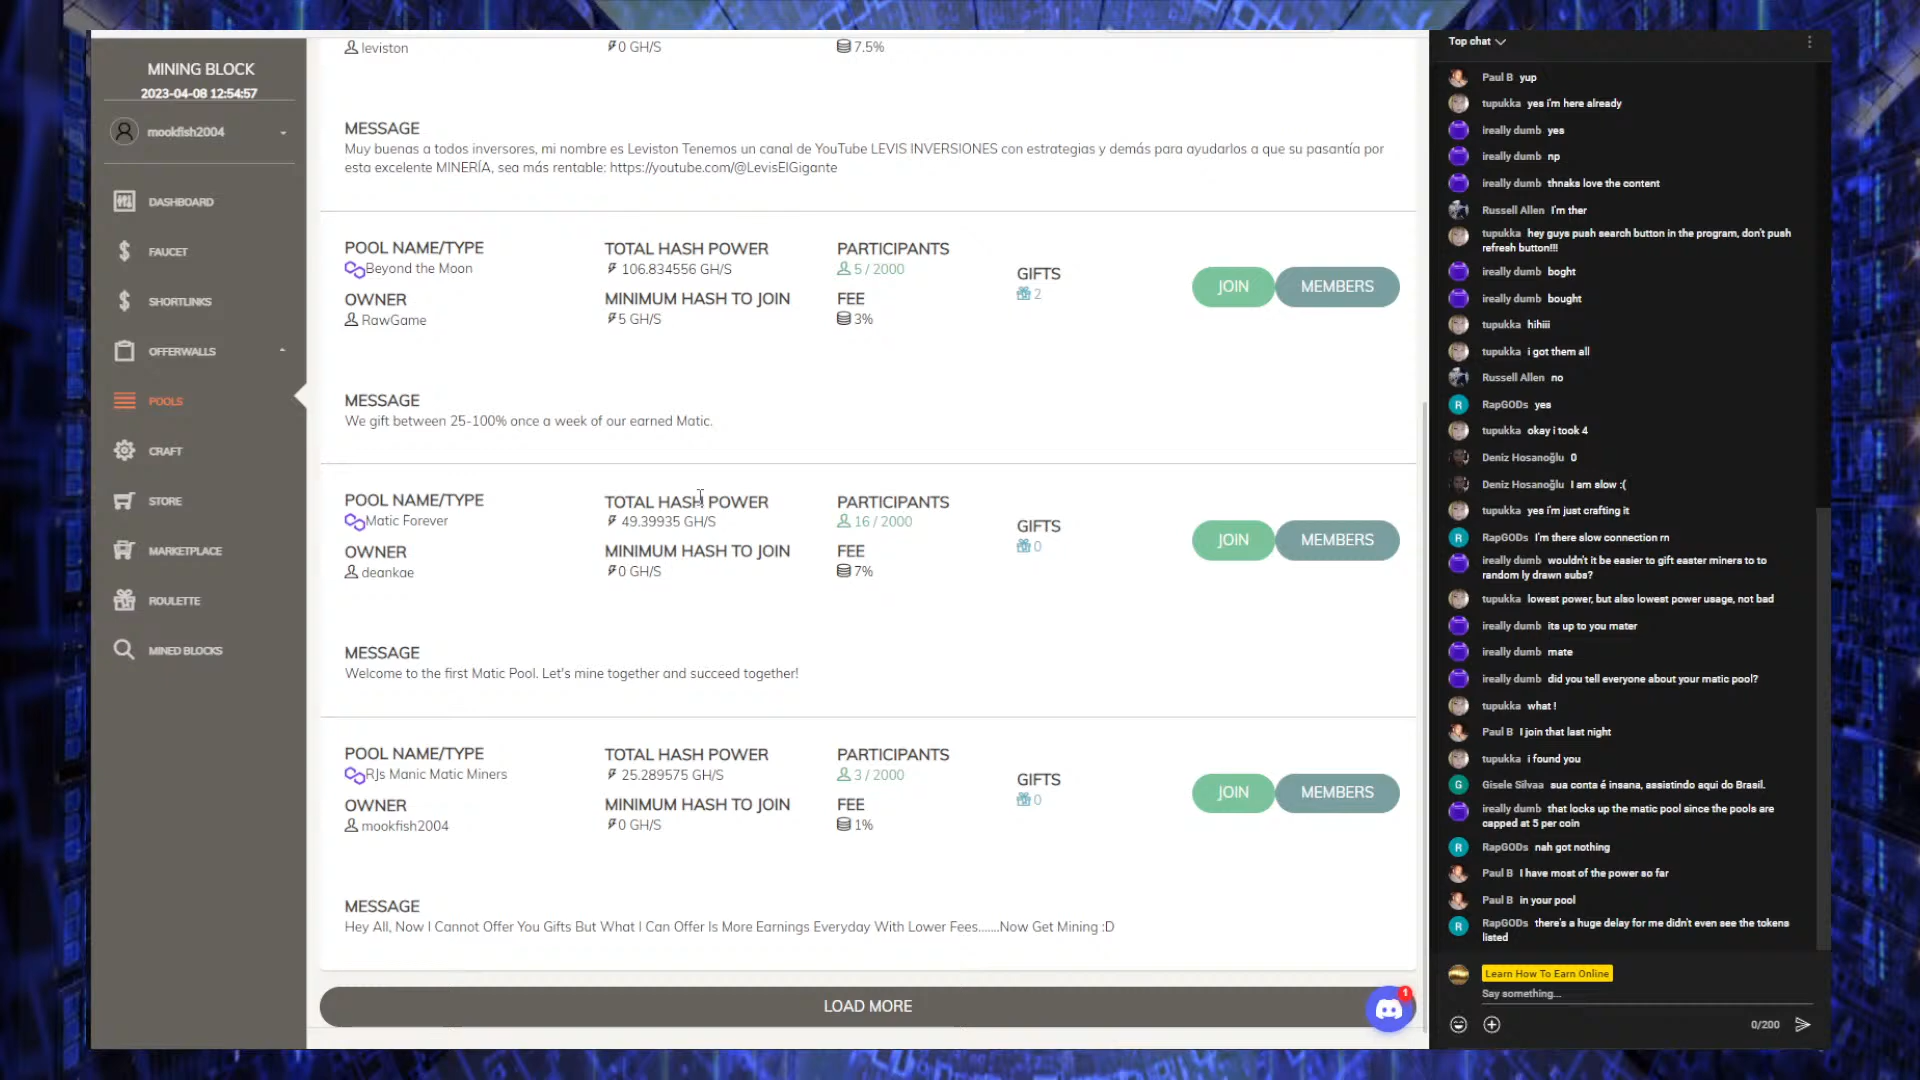 MINING BLOCK
2023-04-08 12:54:57
mookfish2004
DASHBOARD
FAUCET
SHORTLINKS
OFFERWALLS
POOLS
CRAFT
STORE
MARKETPLACE
ROULETTE
MINED BLOCKS
leviston
0 GH/S
7.5%
MESSAGE
Muy buenas a todos inversores, mi nombre es Leviston Tenemos un canal de YouTube LEVIS INVERSIONES con estrategias y demás para ayudarlos a que su pasantía por
esta excelente MINERÍA, sea más rentable: https://youtube.com/@LevisElGigante
POOL NAME/TYPE
Beyond the Moon
OWNER
RawGame
TOTAL HASH POWER
106.834556 GH/S
MINIMUM HASH TO JOIN
5 GH/S
PARTICIPANTS
5 / 2000
FEE
3%
GIFTS
2
JOIN
MEMBERS
MESSAGE
We gift between 25-100% once a week of our earned Matic.
POOL NAME/TYPE
Matic Forever
OWNER
deankae
TOTAL HASH POWER
49.39935 GH/S
MINIMUM HASH TO JOIN
0 GH/S
PARTICIPANTS
16 / 2000
FEE
7%
GIFTS
0
JOIN
MEMBERS
MESSAGE
Welcome to the first Matic Pool. Let's mine together and succeed together!
POOL NAME/TYPE
RJs Manic Matic Miners
OWNER
mookfish2004
TOTAL HASH POWER
25.289575 GH/S
MINIMUM HASH TO JOIN
0 GH/S
PARTICIPANTS
3 / 2000
FEE
1%
GIFTS
0
JOIN
MEMBERS
MESSAGE
Hey All, Now I Cannot Offer You Gifts But What I Can Offer Is More Earnings Everyday With Lower Fees.......Now Get Mining :D
LOAD MORE
1
Top chat
Paul B yup
tupukka yes i'm here already
ireally dumb yes
ireally dumb np
ireally dumb thnaks love the content
Russell Allen I'm ther
tupukka hey guys push search button in the program, don't push
refresh button!!!
ireally dumb boght
ireally dumb bought
tupukka hihiii
tupukka i got them all
Russell Allen no
R RapGODs yes
tupukka okay i took 4
Deniz Hosanoğlu 0
Deniz Hosanoğlu I am slow :(
tupukka yes i'm just crafting it
R RapGODs I'm there slow connection rn
ireally dumb wouldn't it be easier to gift easter miners to to
random ly drawn subs?
tupukka lowest power, but also lowest power usage, not bad
ireally dumb its up to you mater
ireally dumb mate
ireally dumb did you tell everyone about your matic pool?
tupukka what !
Paul B I join that last night
tupukka i found you
G Gisele Silvaa sua conta é insana, assistindo aqui do Brasil.
ireally dumb that locks up the matic pool since the pools are
capped at 5 per coin
R RapGODs nah got nothing
Paul B I have most of the power so far
Paul B in your pool
R RapGODs there's a huge delay for me didn't even see the tokens
listed
Learn How To Earn Online
Say something...
0/200